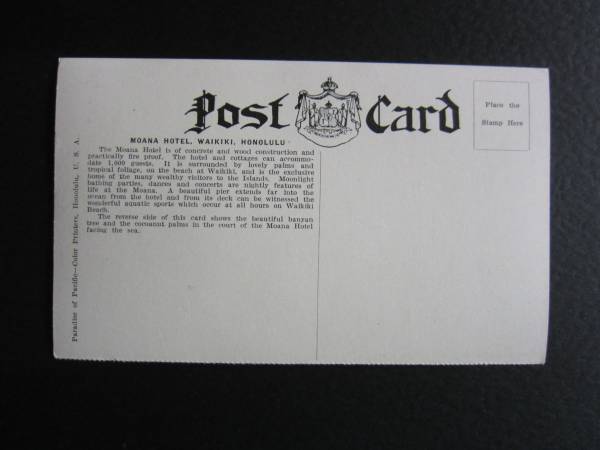 Post Card
Place the
Stamp Here
MOANA HOTEL, WAIKIKI, HONOLULU
The Moana Hotel is of concrete and wood construction and
practically fire proof. The hotel and cottages can accommo-
date 1,600 guests. It is surrounded by lovely palms and
tropical foliage, on the beach at Waikiki, and is the exclusive
home of the many wealthy visitors to the Islands. Moonlight
bathing parties, dances and concerts are nightly features of
life at the Moana. A beautiful pier extends far into the
ocean from the hotel and from its deck can be witnessed the
wonderful aquatic sports which occur at all hours on Waikiki
Beach.
The reverse side of this card shows the beautiful banyan
tree and the cocoanut palms in the court of the Moana Hotel
facing the sea.
Paradise of Pacific—Color Printers, Honolulu, U. S. A.